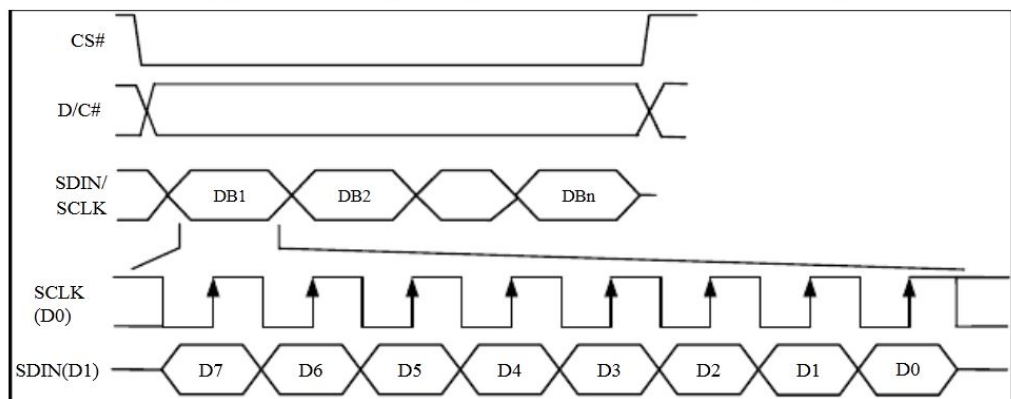 CS#
D/C#
SDIN/
SCLK
DB1 DB2 DBn
SCLK
(D0)
SDIN(D1) D7 D6 D5 D4 D3 D2 D1 D0